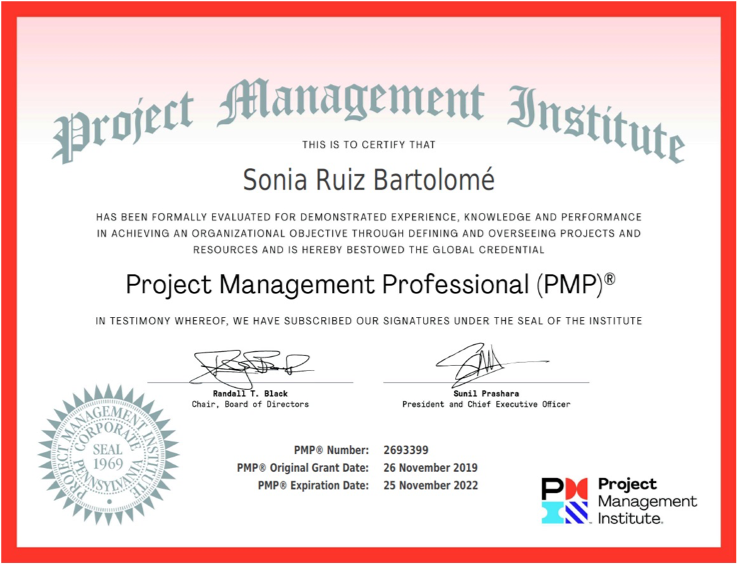 Project Management Institute
THIS IS TO CERTIFY THAT
Sonia Ruiz Bartolomé
HAS BEEN FORMALLY EVALUATED FOR DEMONSTRATED EXPERIENCE, KNOWLEDGE AND PERFORMANCE
IN ACHIEVING AN ORGANIZATIONAL OBJECTIVE THROUGH DEFINING AND OVERSEEING PROJECTS AND
RESOURCES AND IS HEREBY BESTOWED THE GLOBAL CREDENTIAL
Project Management Professional (PMP)®
IN TESTIMONY WHEREOF, WE HAVE SUBSCRIBED OUR SIGNATURES UNDER THE SEAL OF THE INSTITUTE
Randall T. Black
Chair, Board of Directors
Sunil Prashara
President and Chief Executive Officer
PROJECT MANAGEMENT INSTITUTE
CORPORATE
SEAL
1969
PENNSYLVANIA
PMP® Number: 2693399
PMP® Original Grant Date: 26 November 2019
PMP® Expiration Date: 25 November 2022
Project
Management
Institute.